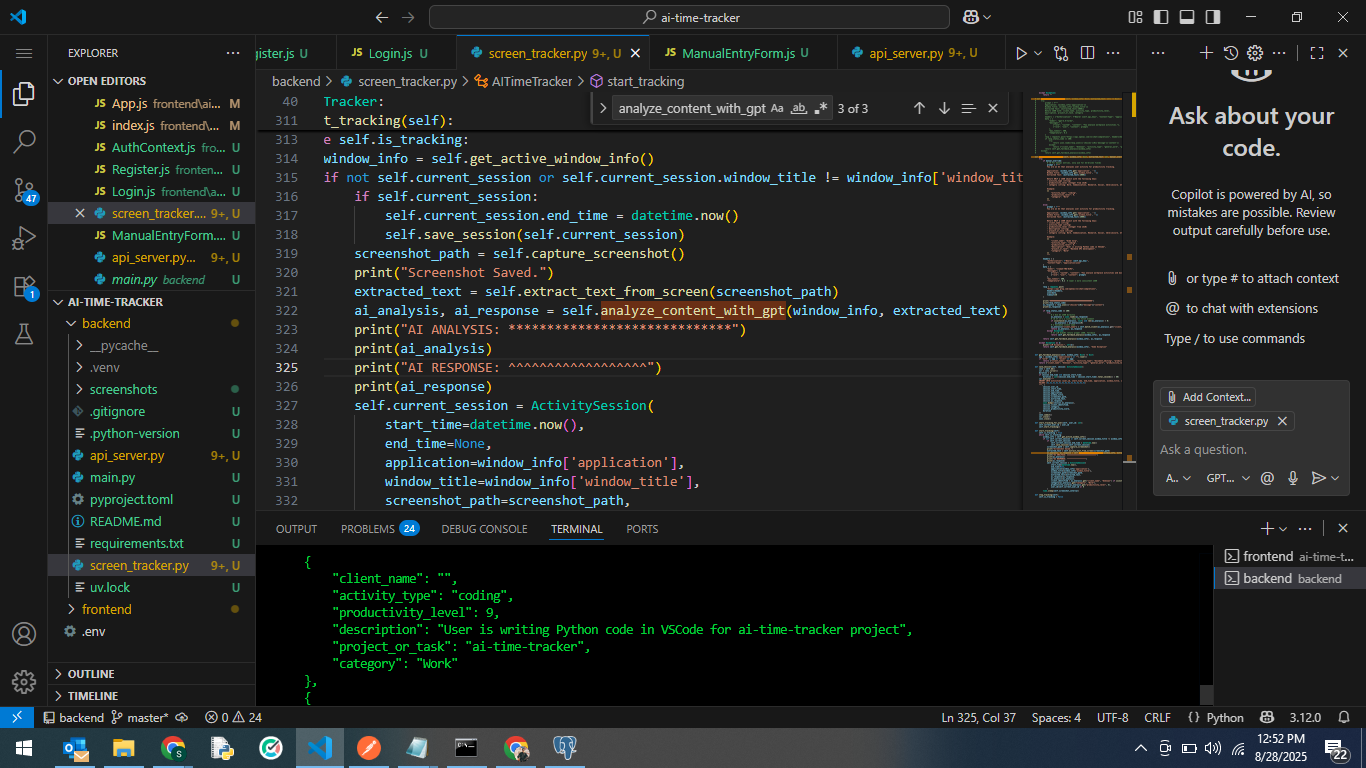 ai-time-tracker
EXPLORER
OPEN EDITORS
App.js frontend\ai... M
index.js frontend\... M
AuthContext.js fro... U
Register.js fronten... U
Login.js frontend\a... U
screen_tracker.... 9+, U
ManualEntryForm.... U
api_server.py... 9+, U
main.py backend U
AI-TIME-TRACKER
backend
__pycache__
.venv
screenshots
.gitignore U
.python-version U
api_server.py 9+, U
main.py U
pyproject.toml U
README.md U
requirements.txt U
screen_tracker.py 9+, U
uv.lock U
frontend
.env
OUTLINE
TIMELINE
47
1
gister.js U
Login.js U
screen_tracker.py 9+, U
ManualEntryForm.js U
api_server.py 9+, U
backend > screen_tracker.py > AITimeTracker > start_tracking
analyze_content_with_gpt Aa ab 3 of 3
40 Tracker:
311 t_tracking(self):
313 e self.is_tracking:
314 window_info = self.get_active_window_info()
315 if not self.current_session or self.current_session.window_title != window_info['window_tit
316 if self.current_session:
317 self.current_session.end_time = datetime.now()
318 self.save_session(self.current_session)
319 screenshot_path = self.capture_screenshot()
320 print("Screenshot Saved.")
321 extracted_text = self.extract_text_from_screen(screenshot_path)
322 ai_analysis, ai_response = self.analyze_content_with_gpt(window_info, extracted_text)
323 print("AI ANALYSIS: *****************************")
324 print(ai_analysis)
325 print("AI RESPONSE: ^^^^^^^^^^^^^^^^^^")
326 print(ai_response)
327 self.current_session = ActivitySession(
328 start_time=datetime.now(),
329 end_time=None,
330 application=window_info['application'],
331 window_title=window_info['window_title'],
332 screenshot_path=screenshot_path,
OUTPUT PROBLEMS 24 DEBUG CONSOLE TERMINAL PORTS
{
"client_name": "",
"activity_type": "coding",
"productivity_level": 9,
"description": "User is writing Python code in VSCode for ai-time-tracker project",
"project_or_task": "ai-time-tracker",
"category": "Work"
},
{
frontend ai-time-t...
backend backend
Ask about your
code.
Copilot is powered by AI, so
mistakes are possible. Review
output carefully before use.
or type # to attach context
@ to chat with extensions
Type / to use commands
Add Context...
screen_tracker.py
Ask a question.
A.. GPT...
backend master* 0 24
Ln 325, Col 37 Spaces: 4 UTF-8 CRLF Python 3.12.0
12:52 PM
8/28/2025
22